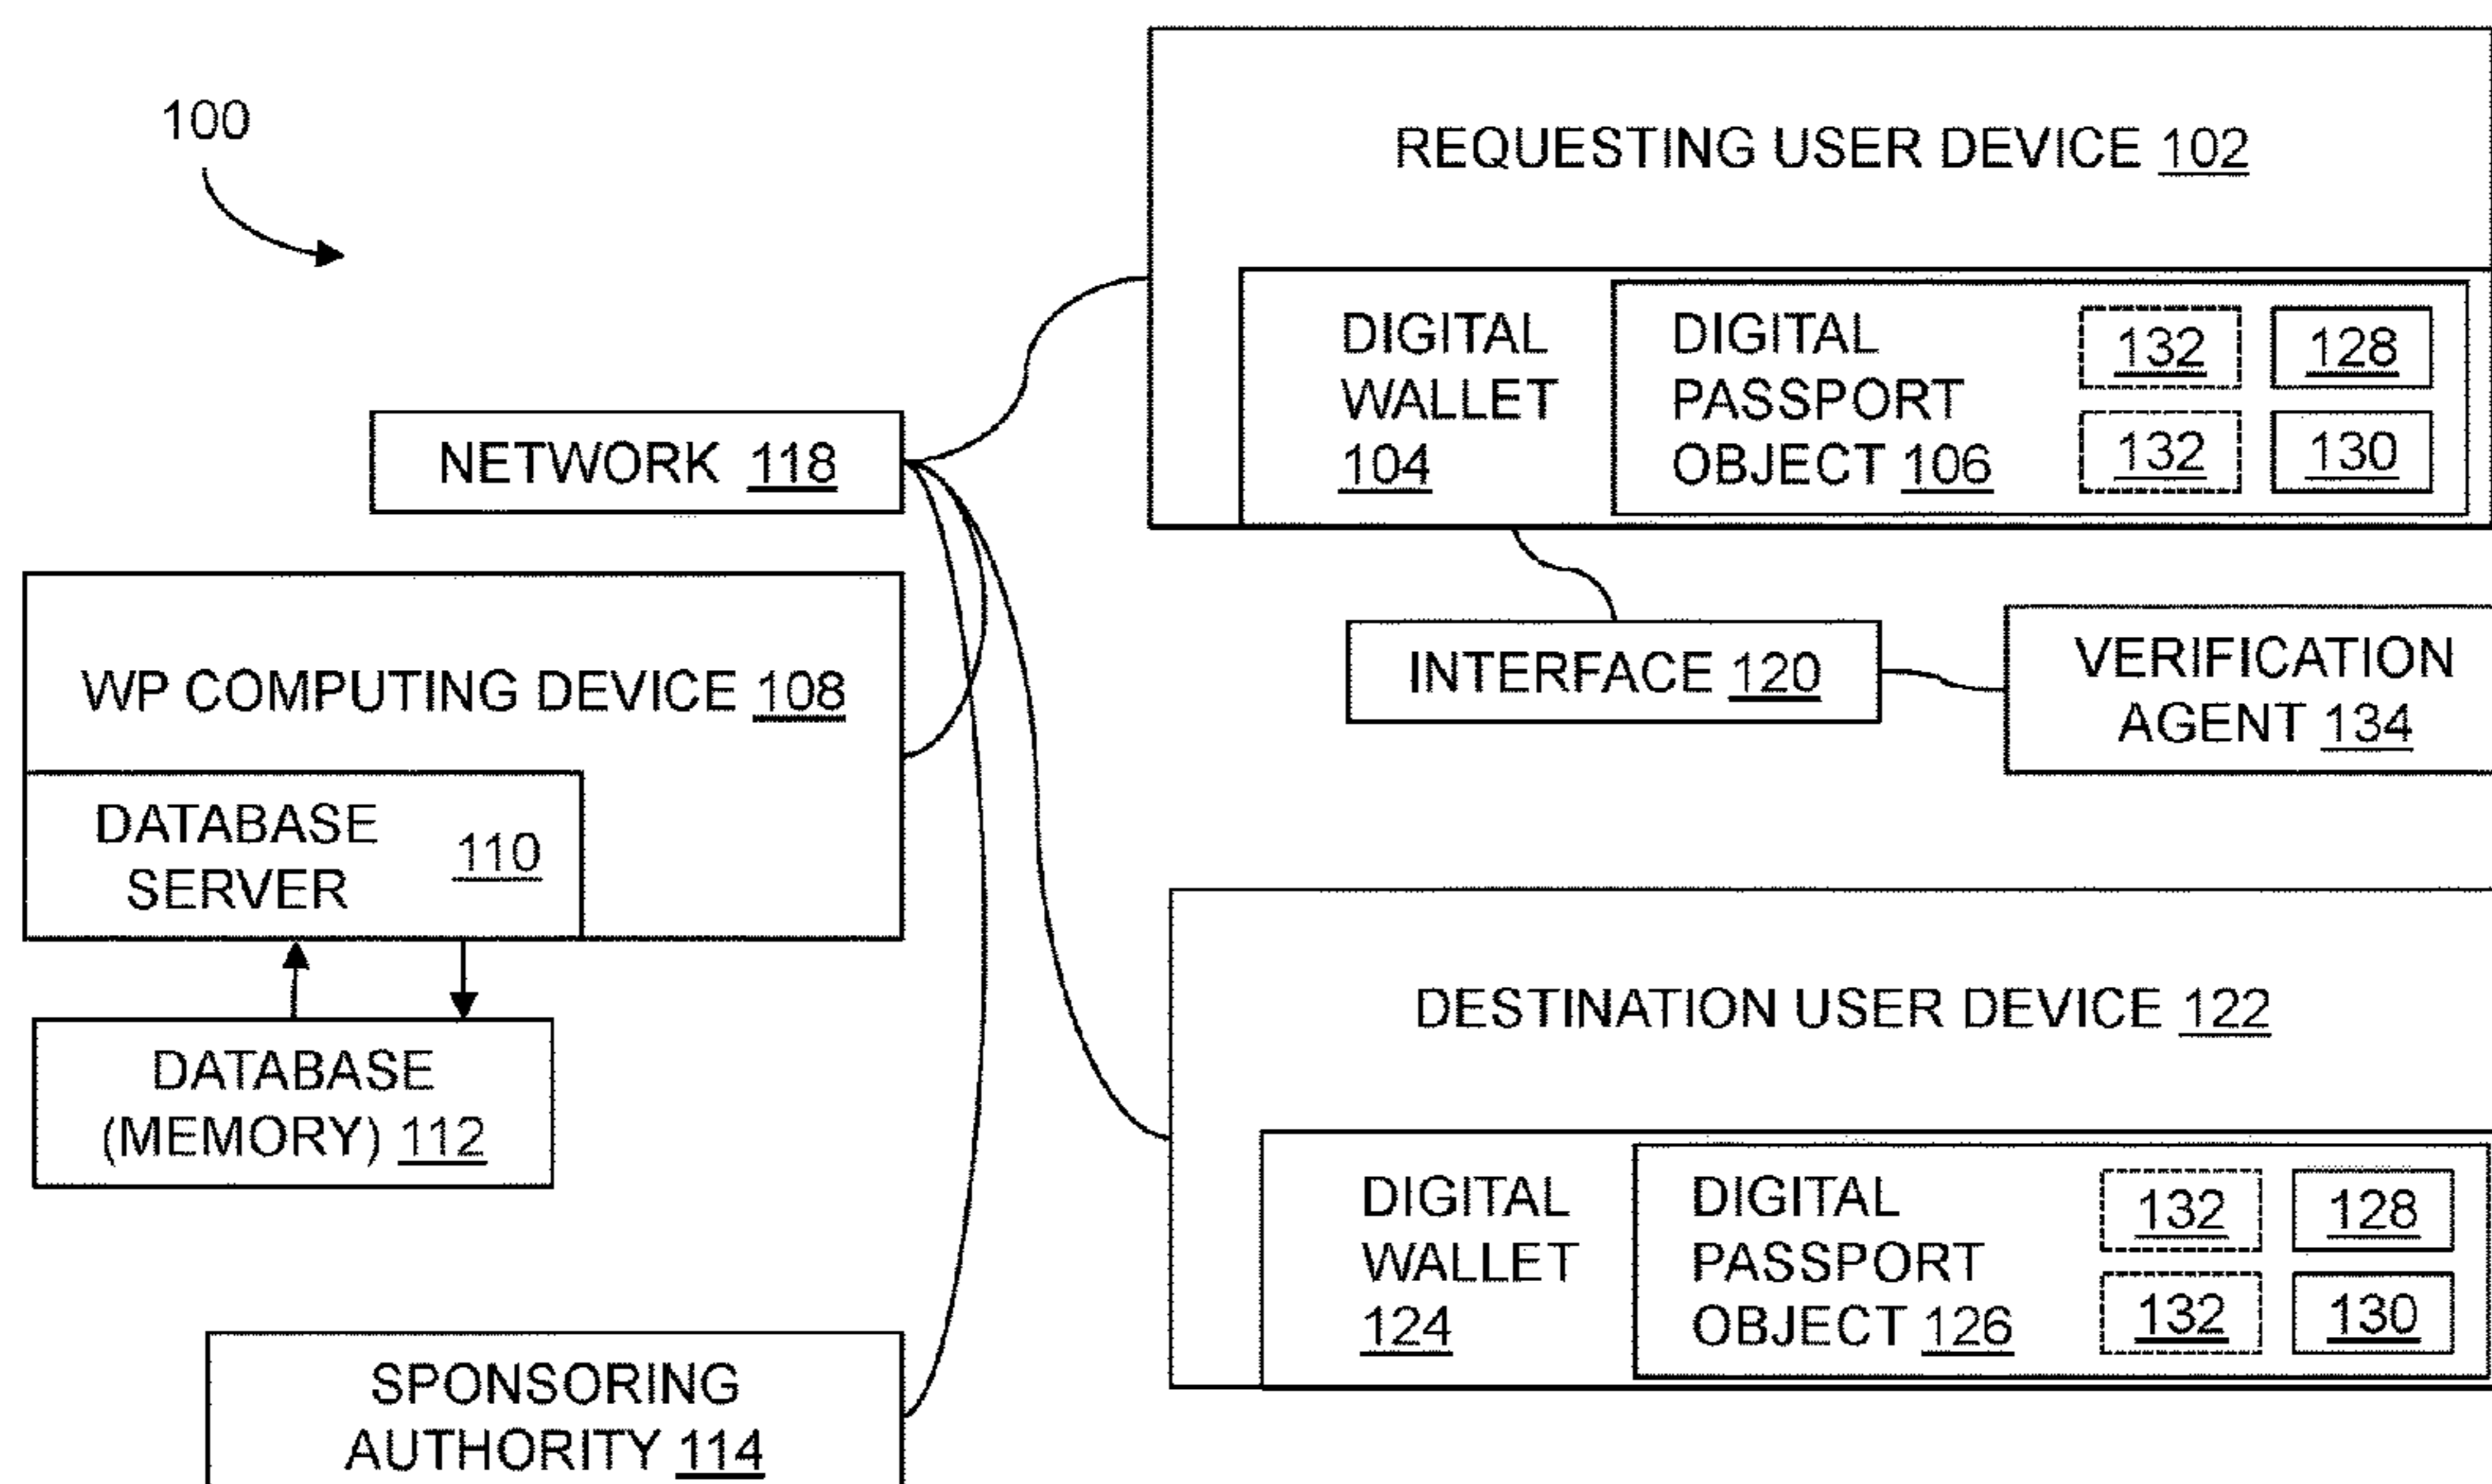 100
REQUESTING USER DEVICE 102
DIGITAL
WALLET
104
DIGITAL
PASSPORT
OBJECT 106
132
128
132
130
NETWORK 118
WP COMPUTING DEVICE 108
DATABASE
SERVER
110
DATABASE
(MEMORY) 112
INTERFACE 120
VERIFICATION
AGENT 134
DESTINATION USER DEVICE 122
DIGITAL
WALLET
124
DIGITAL
PASSPORT
OBJECT 126
132
128
132
130
SPONSORING
AUTHORITY 114